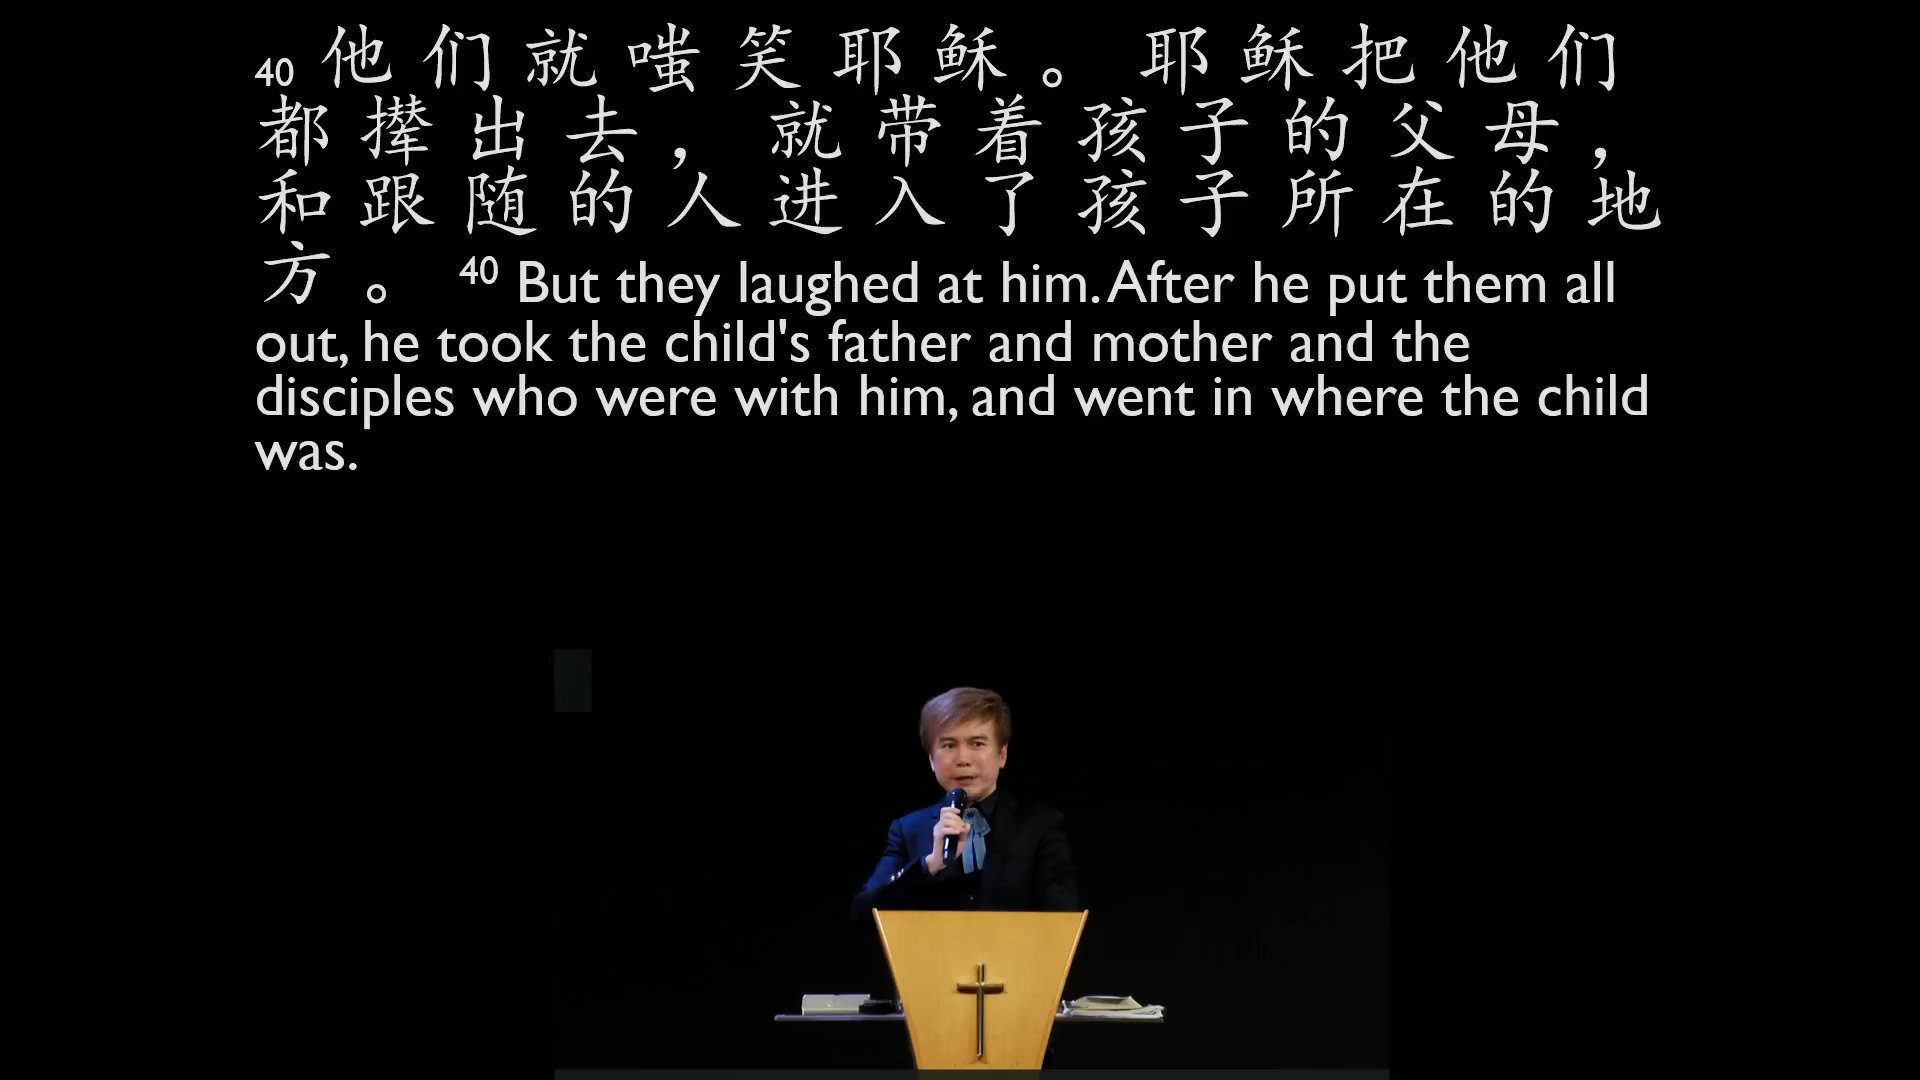 40 他们就嗤笑耶稣。耶稣把他们
都撵出去，就带着孩子的父母，
和跟随的人进入了孩子所在的地
方。 40 But they laughed at him. After he put them all
out, he took the child's father and mother and the
disciples who were with him, and went in where the child
was.